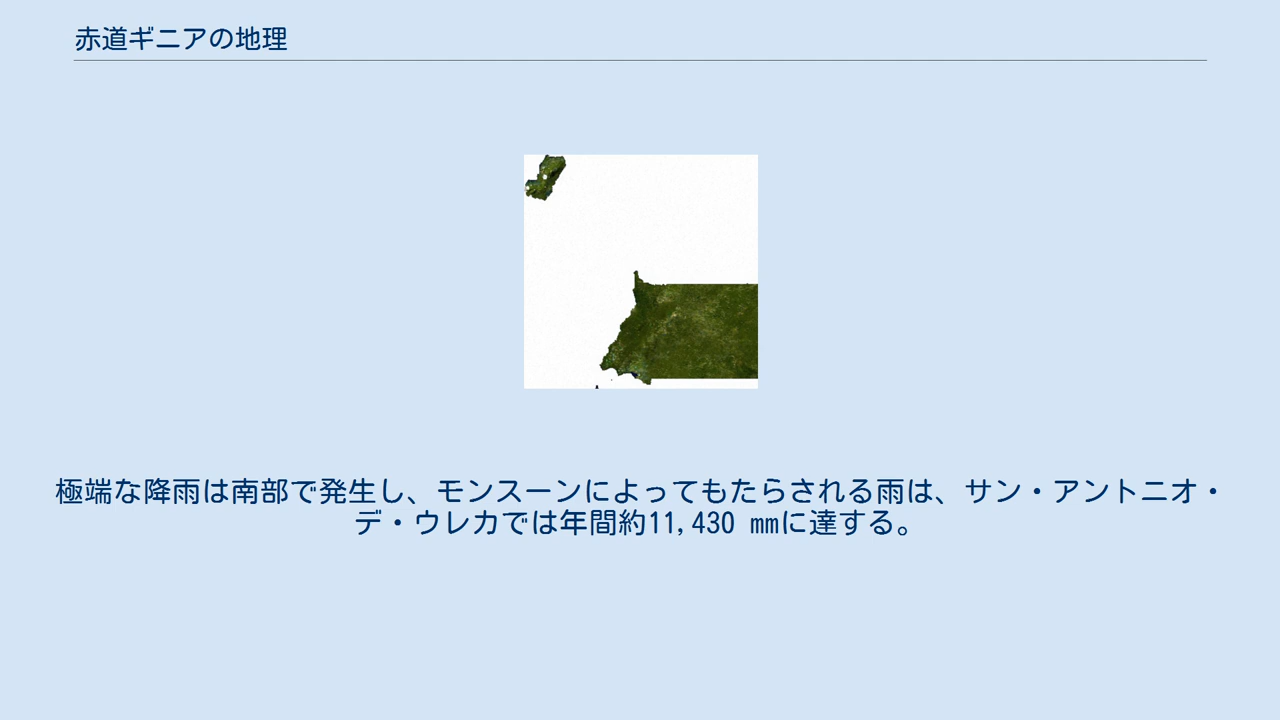 赤道ギニアの地理
極端な降雨は南部で発生し、モンスーンによってもたらされる雨は、サン・アントニオ・
デ・ウレカでは年間約11,430 mmに達する。